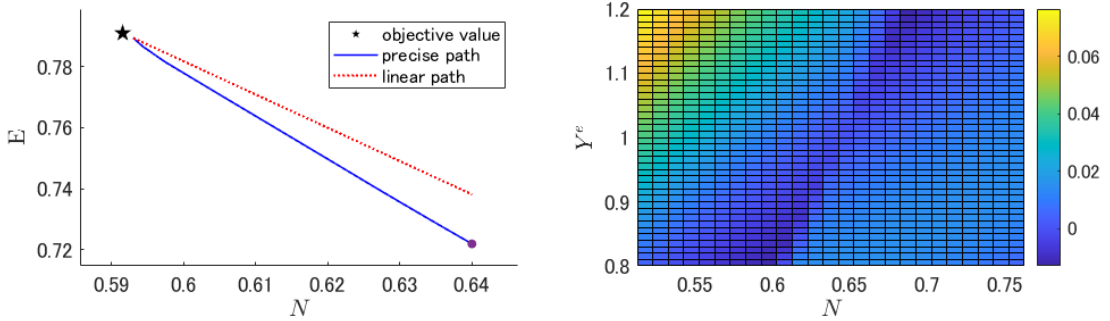 E
0.78
0.76
0.74
0.72
objective value
precise path
linear path
0.59 0.6 0.61 0.62 0.63 0.64
N
Y^e
1.2
1.1
1
0.9
0.8
0.55 0.6 0.65 0.7 0.75
N
0.06
0.04
0.02
0